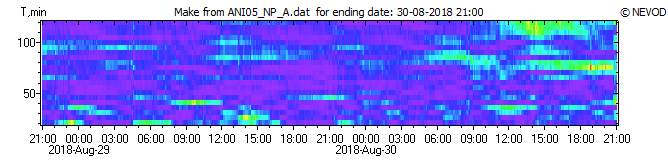 T,min Make from ANI05_NP_A.dat for ending date: 30-08-2018 21:00 © NEVOD
100
50
21:00 00:00 03:00 06:00 09:00 12:00 15:00 18:00 21:00 00:00 03:00 06:00 09:00 12:00 15:00 18:00 21:00
2018-Aug-29 2018-Aug-30